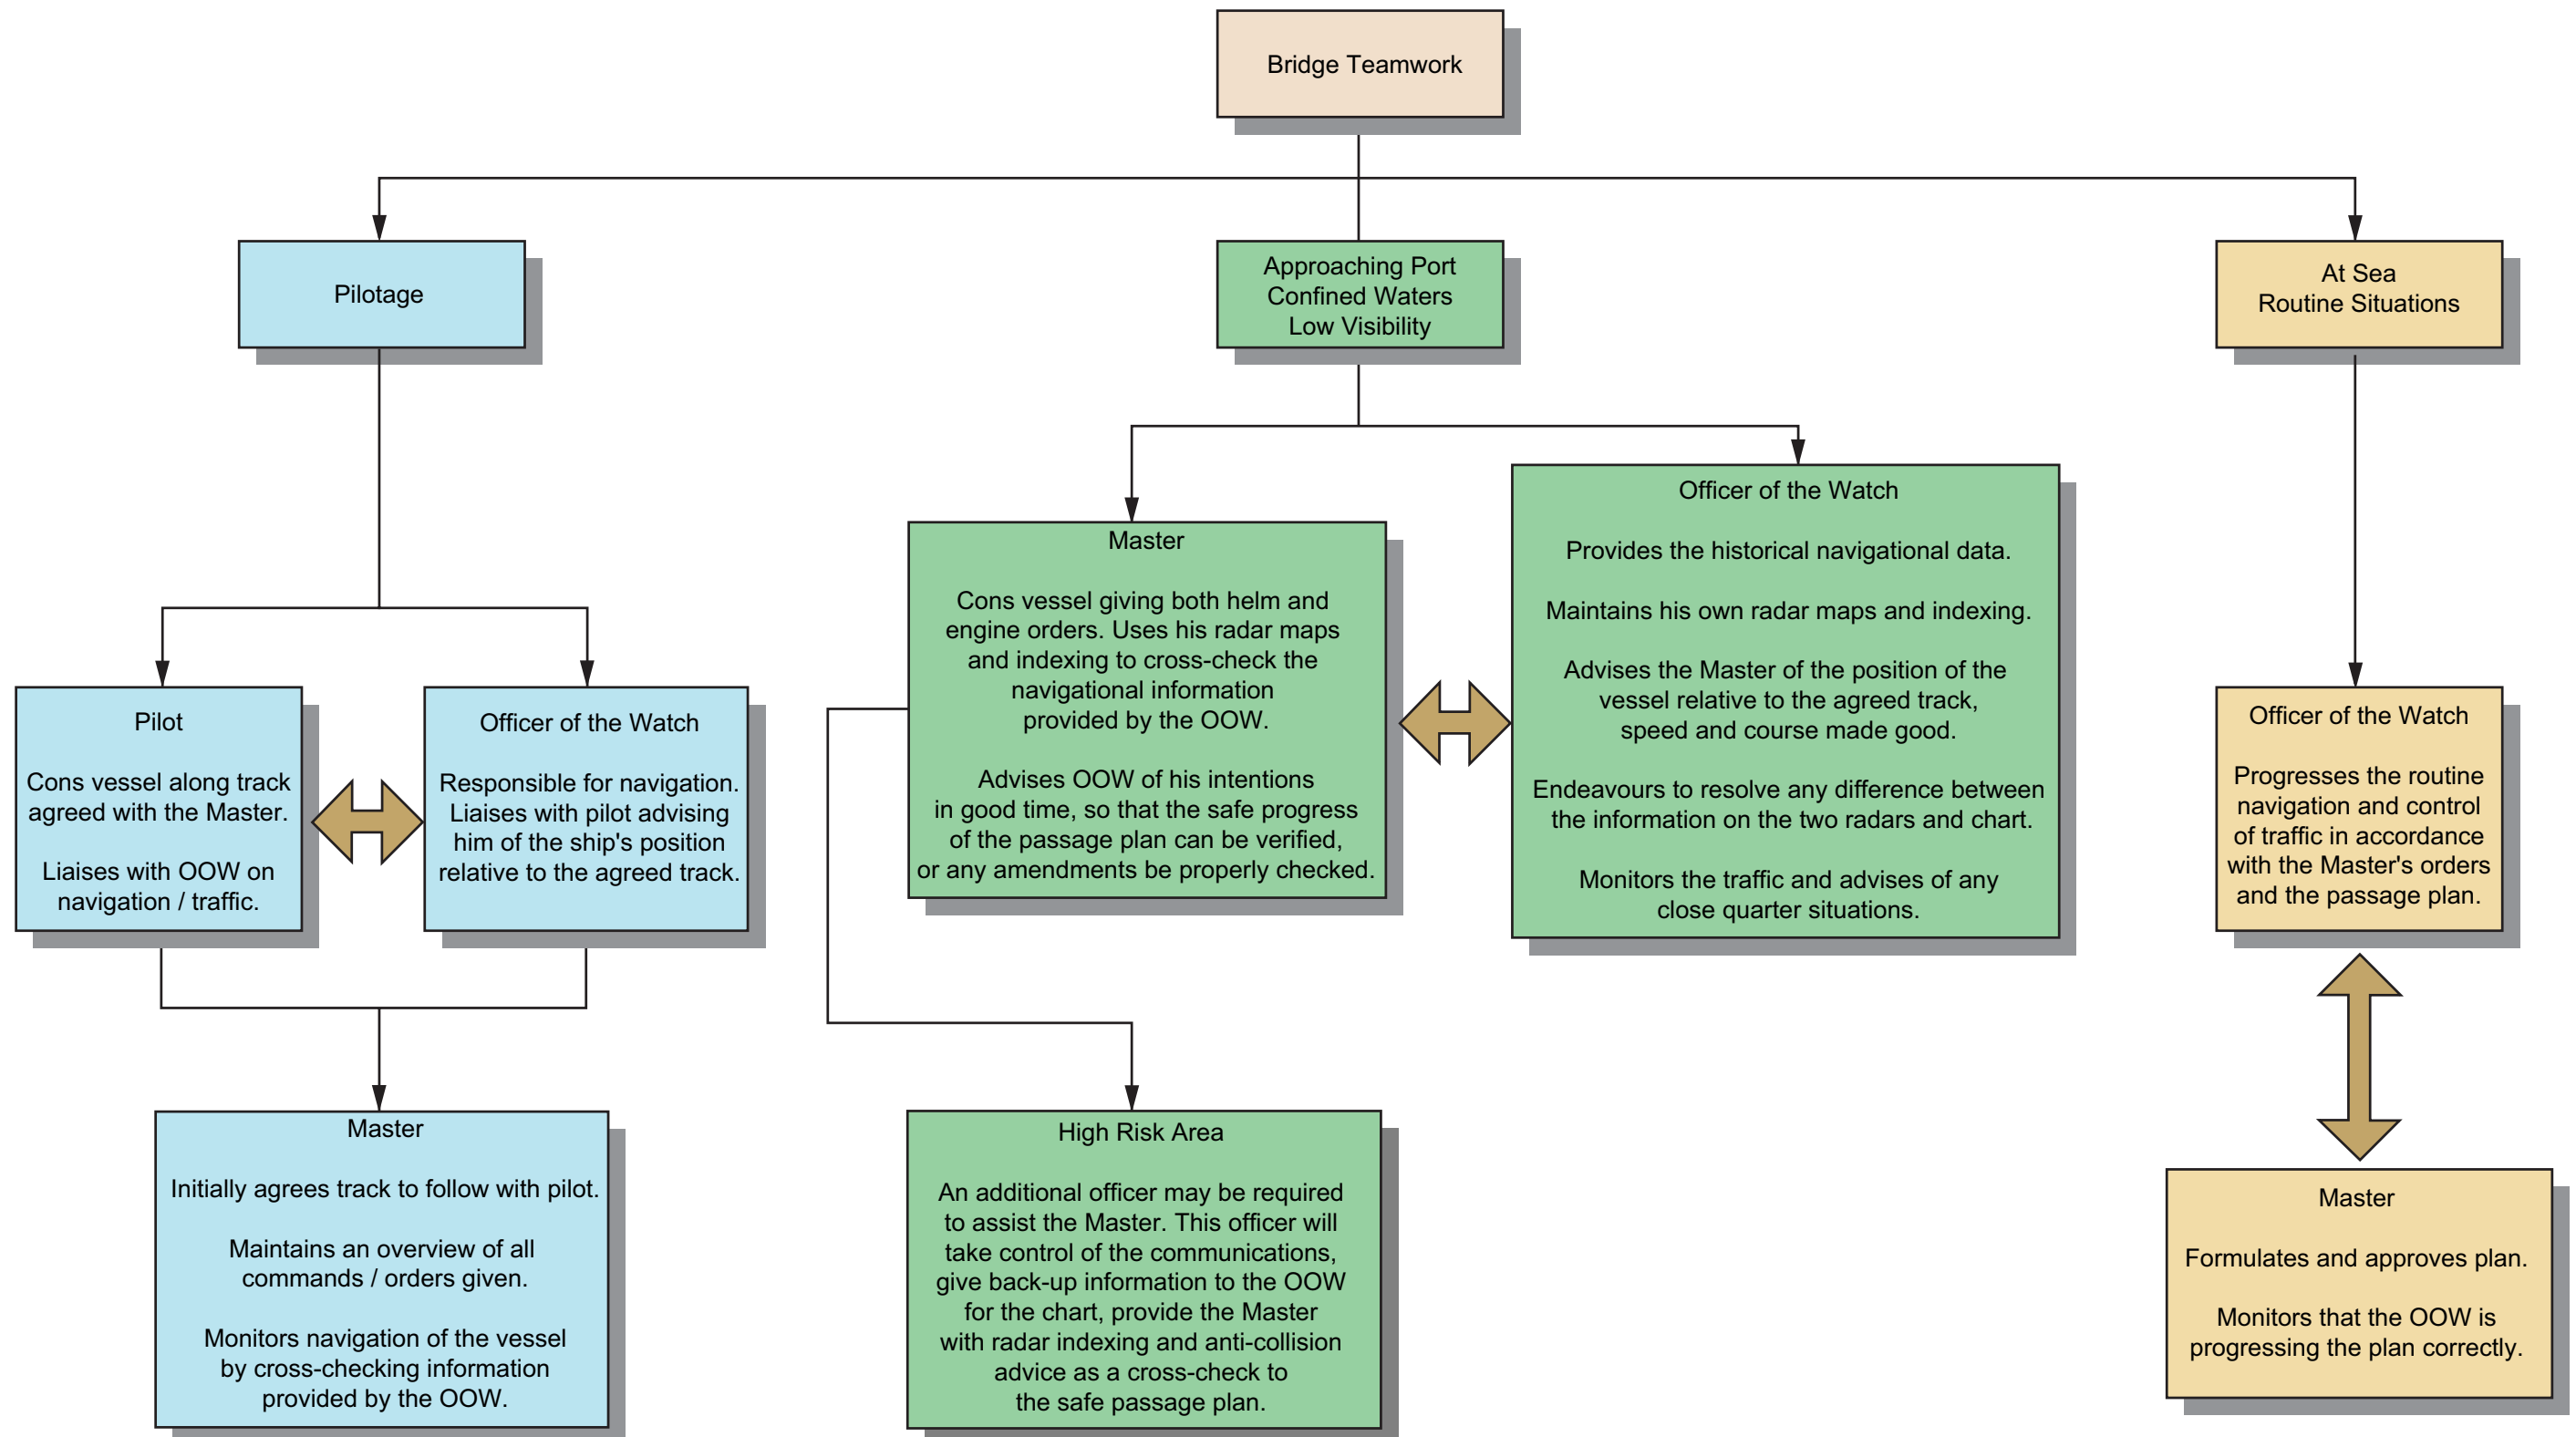 Bridge Teamwork
Pilotage
Approaching Port
Confined Waters
Low Visibility
At Sea
Routine Situations
Pilot
Cons vessel along track
agreed with the Master.
Liaises with OOW on
navigation / traffic.
Officer of the Watch
Responsible for navigation.
Liaises with pilot advising
him of the ship's position
relative to the agreed track.
Master
Initially agrees track to follow with pilot.
Maintains an overview of all
commands / orders given.
Monitors navigation of the vessel
by cross-checking information
provided by the OOW.
Master
Cons vessel giving both helm and
engine orders. Uses his radar maps
and indexing to cross-check the
navigational information
provided by the OOW.
Advises OOW of his intentions
in good time, so that the safe progress
of the passage plan can be verified,
or any amendments be properly checked.
Officer of the Watch
Provides the historical navigational data.
Maintains his own radar maps and indexing.
Advises the Master of the position of the
vessel relative to the agreed track,
speed and course made good.
Endeavours to resolve any difference between
the information on the two radars and chart.
Monitors the traffic and advises of any
close quarter situations.
High Risk Area
An additional officer may be required
to assist the Master. This officer will
take control of the communications,
give back-up information to the OOW
for the chart, provide the Master
with radar indexing and anti-collision
advice as a cross-check to
the safe passage plan.
Officer of the Watch
Progresses the routine
navigation and control
of traffic in accordance
with the Master's orders
and the passage plan.
Master
Formulates and approves plan.
Monitors that the OOW is
progressing the plan correctly.